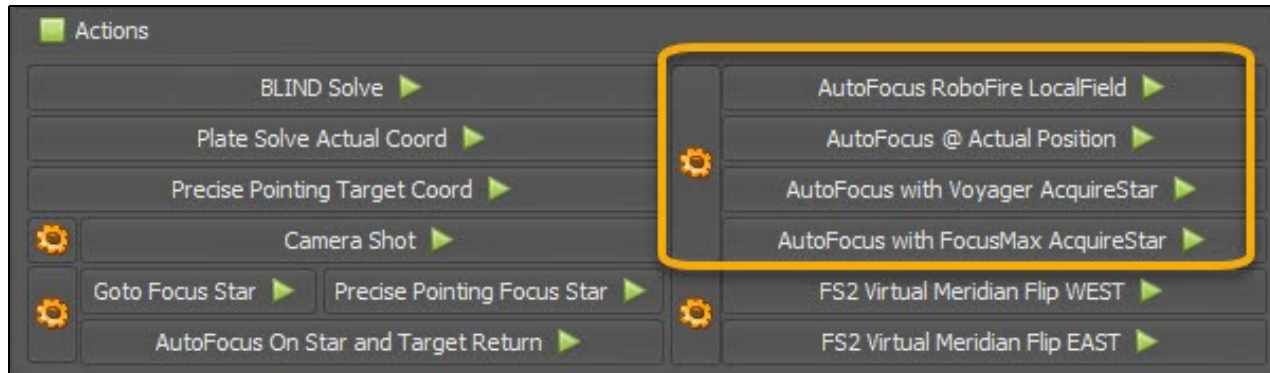 Actions
BLIND Solve
Plate Solve Actual Coord
Precise Pointing Target Coord
Camera Shot
Goto Focus Star
Precise Pointing Focus Star
AutoFocus On Star and Target Return
AutoFocus RoboFire LocalField
AutoFocus @ Actual Position
AutoFocus with Voyager AcquireStar
AutoFocus with FocusMax AcquireStar
FS2 Virtual Meridian Flip WEST
FS2 Virtual Meridian Flip EAST